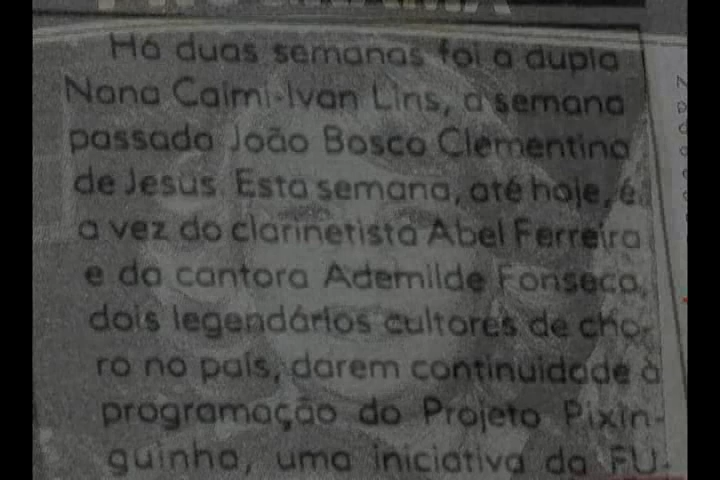 Há duas semanas foi a dupla
Nana Caimi-Ivan Lins, a semana
passada João Bosco Clementina
de Jesus. Esta semana, até hoje, é
a vez do clarinetista Abel Ferreira
e da cantora Ademilde Fonseca,
dois legendários cultores de cho-
ro no país, darem continuidade à
programação do Projeto Pixin-
guinha, uma iniciativa da FU-